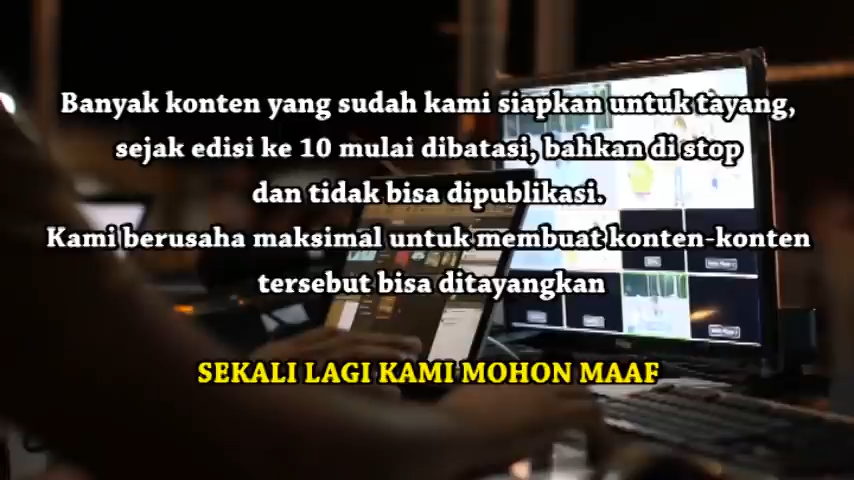 Banyak konten yang sudah kami siapkan untuk tayang,
sejak edisi ke 10 mulai dibatasi, bahkan di stop
dan tidak bisa dipublikasi.
Kami berusaha maksimal untuk membuat konten-konten
tersebut bisa ditayangkan
SEKALI LAGI KAMI MOHON MAAF